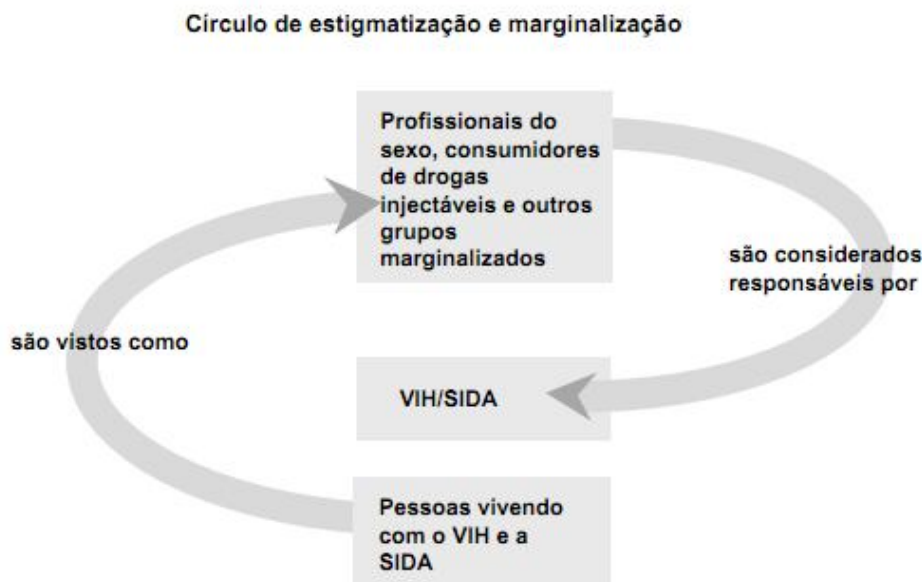 Círculo de estigmatização e marginalização
Profissionais do
sexo, consumidores
de drogas
injectáveis e outros
grupos
marginalizados
são considerados
responsáveis por
são vistos como
VIH/SIDA
Pessoas vivendo
com o VIH e a
SIDA